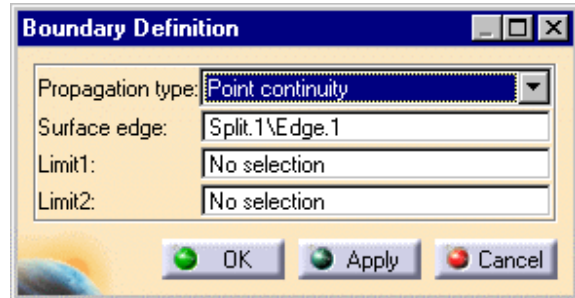 Boundary Definition
Propagation type: Point continuity
Surface edge: Split.1\Edge.1
Limit1: No selection
Limit2: No selection
OK Apply Cancel